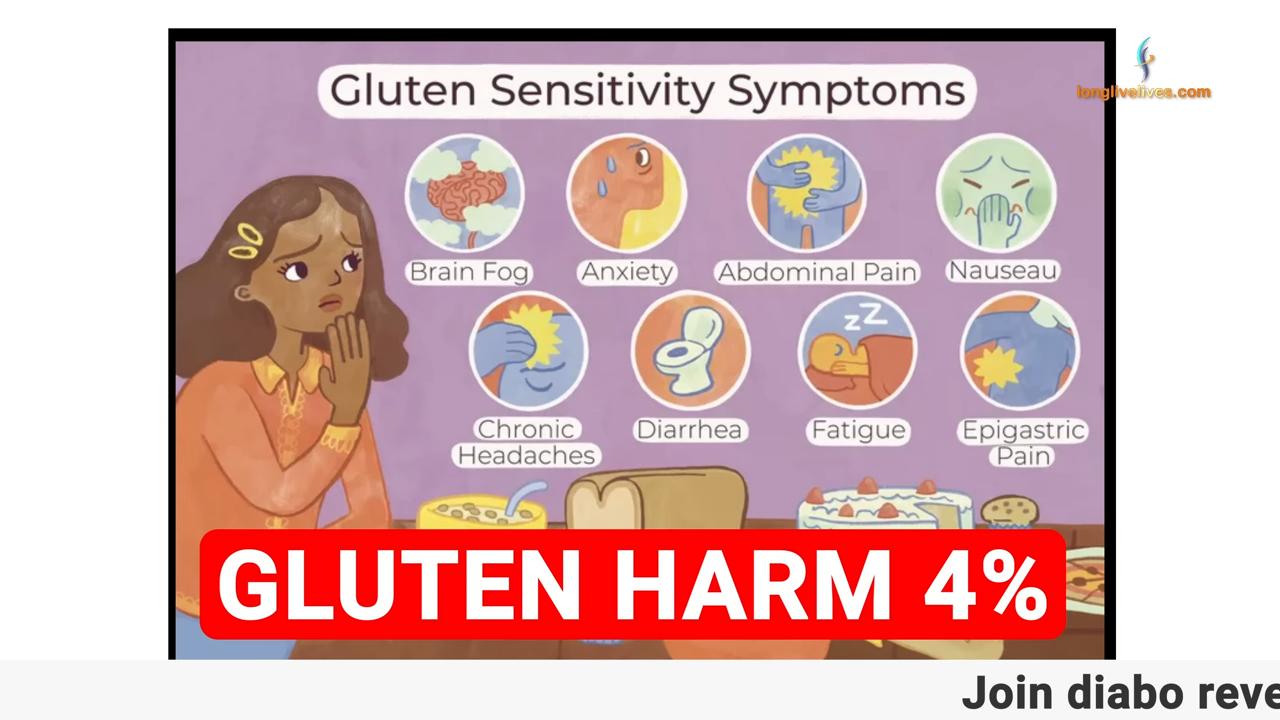 Gluten Sensitivity Symptoms
longlivelives.com
Brain Fog
Anxiety
Abdominal Pain
Nauseau
Chronic
Headaches
Diarrhea
zZ
Fatigue
Epigastric
Pain
GLUTEN HARM 4%
Join diabo reve